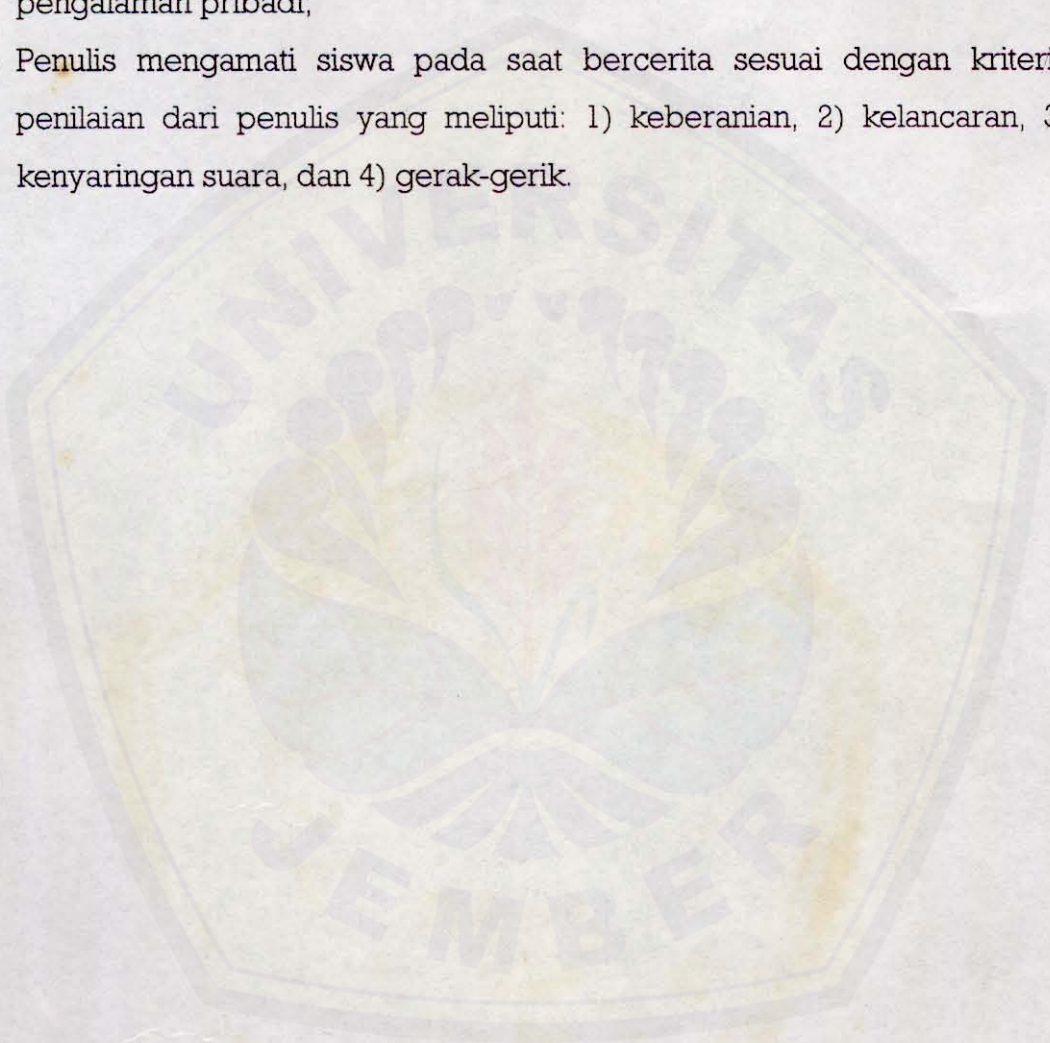 pengalaman pribadi,
Penulis mengamati siswa pada saat bercerita sesuai dengan kriteri
penilaian dari penulis yang meliputi: 1) keberanian, 2) kelancaran, 3
kenyaringan suara, dan 4) gerak-gerik.
UNIVERSITAS
JEMBER